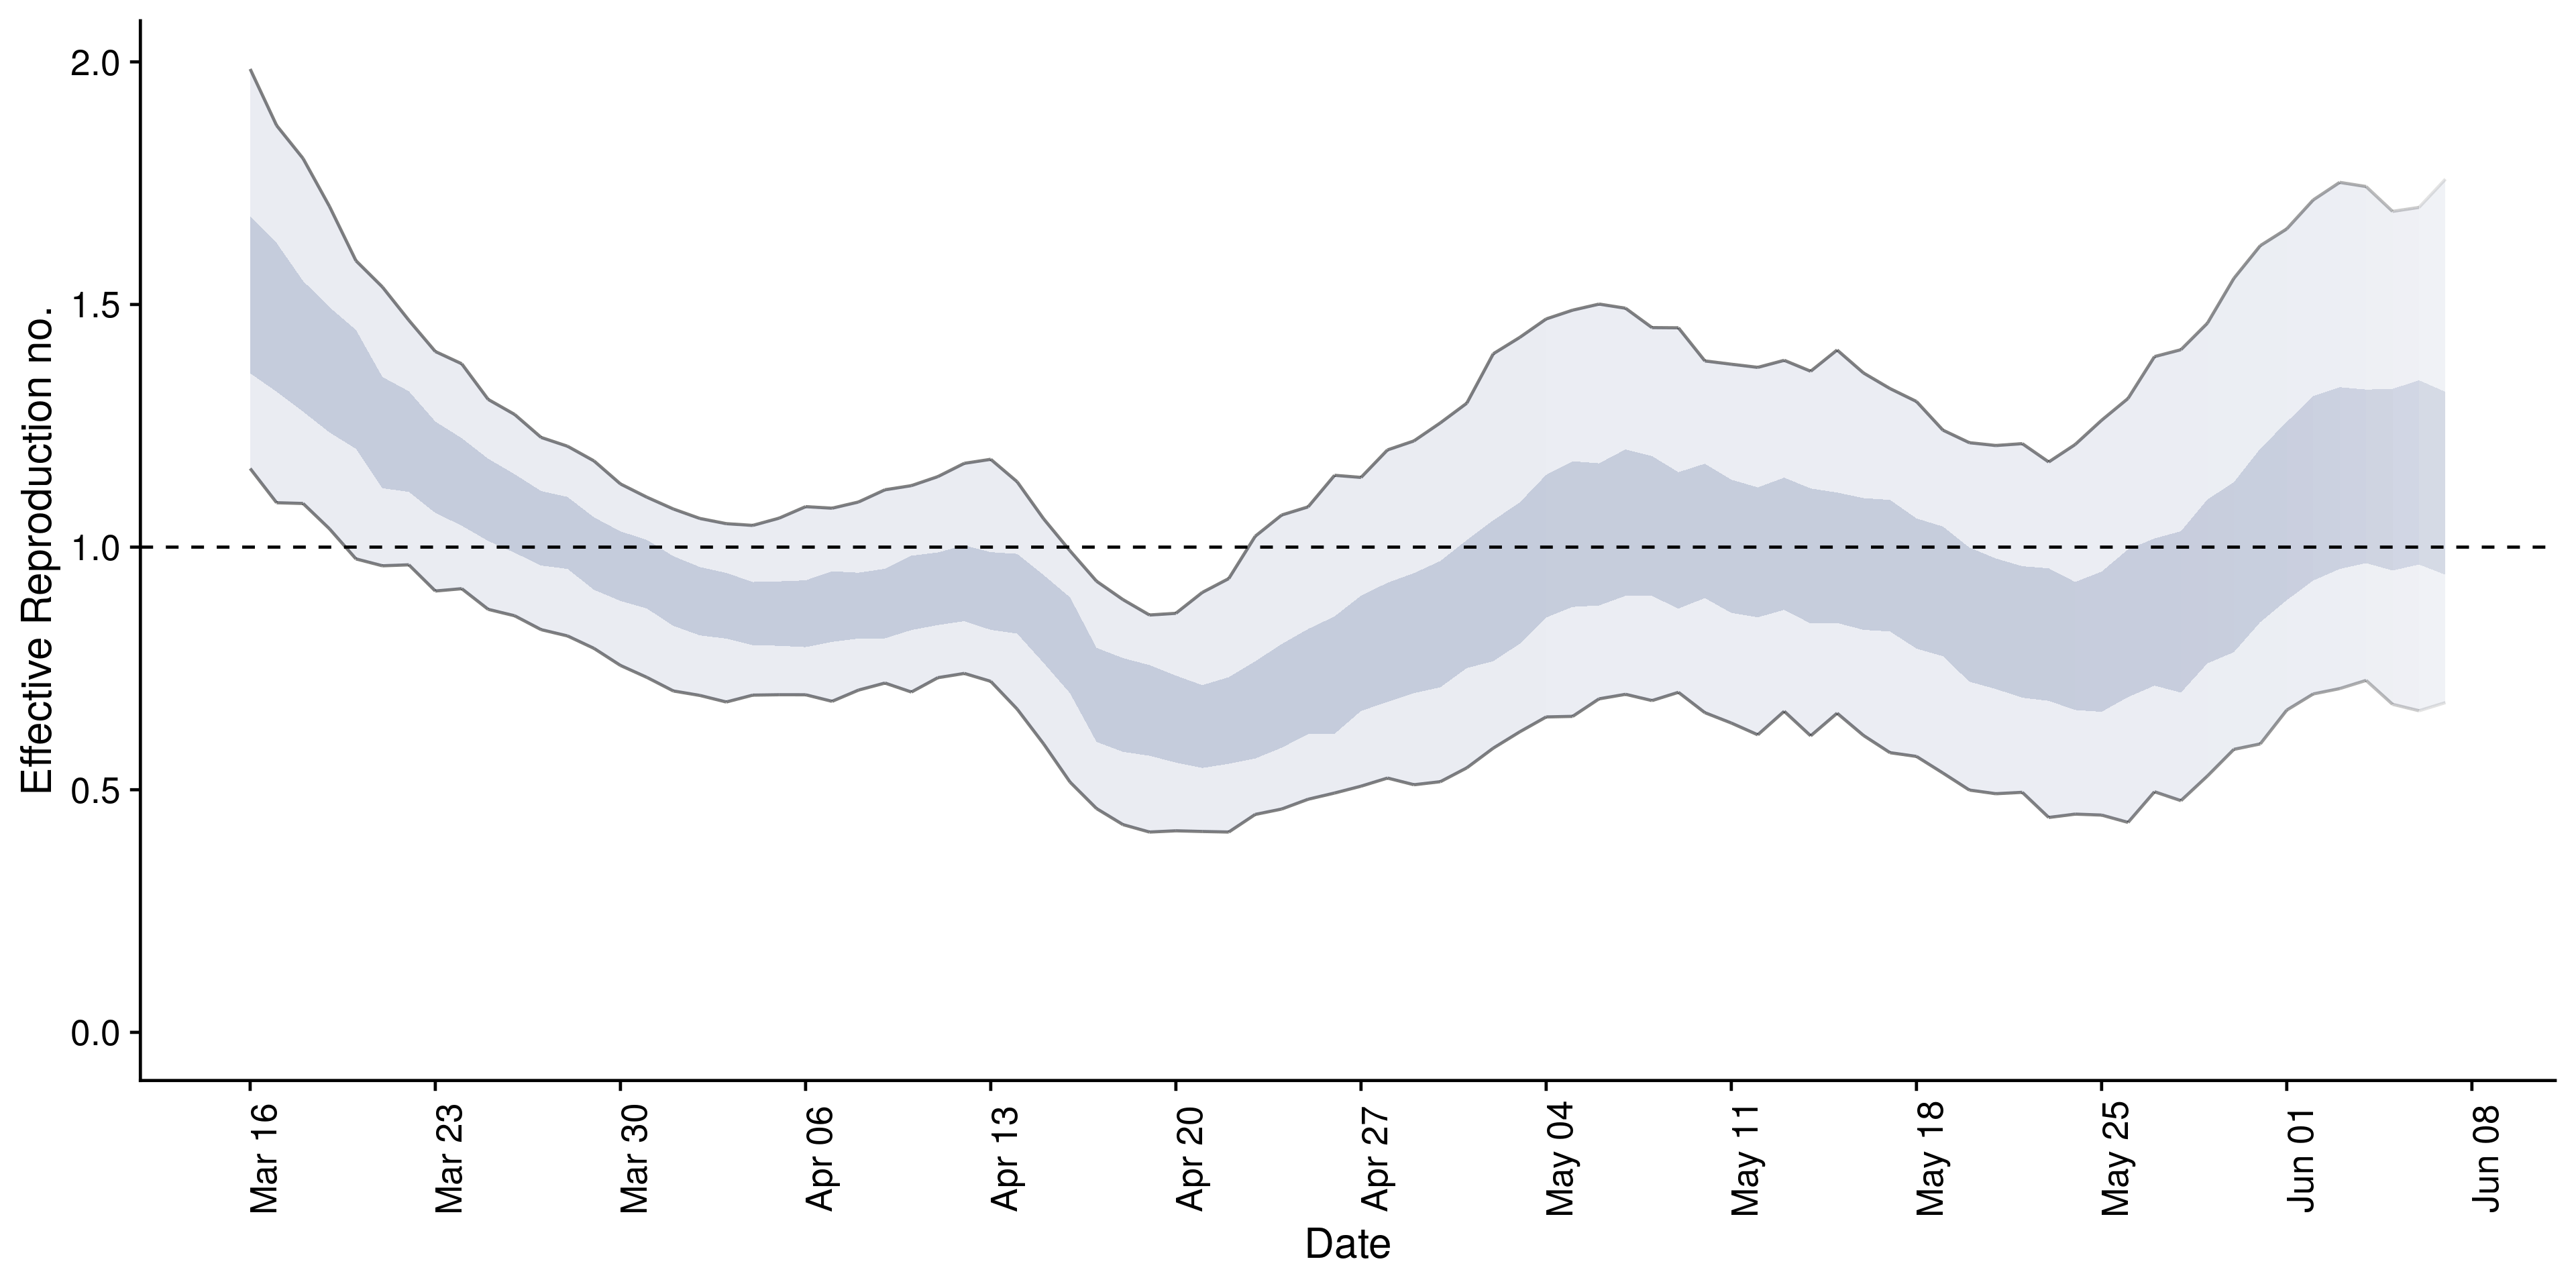 Effective Reproduction no.
2.0
1.5
1.0
0.5
0.0
Mar 16
Mar 23
Mar 30
Apr 06
Apr 13
Apr 20
Apr 27
May 04
May 11
May 18
May 25
Jun 01
Jun 08
Date